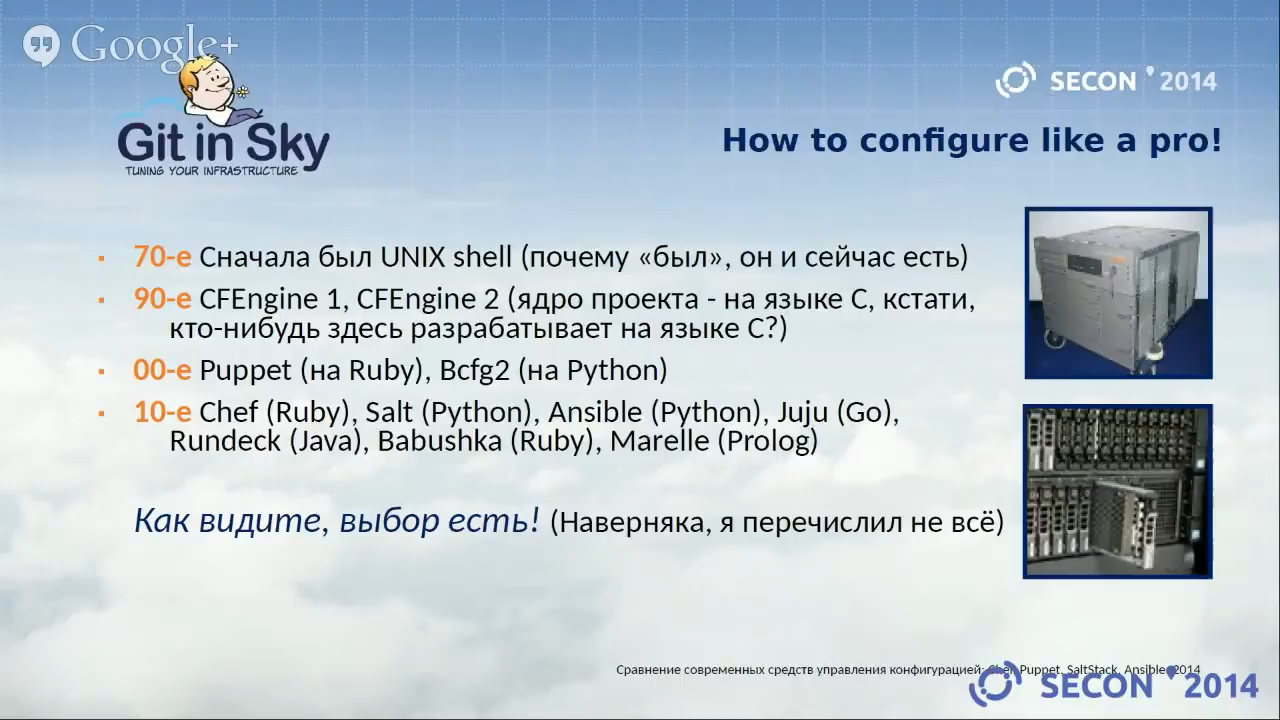 Google+
SECON 2014
Git in Sky
TUNING YOUR INFRASTRUCTURE
How to configure like a pro!
70-е Сначала был UNIX shell (почему «был», он и сейчас есть)
90-е CFEngine 1, CFEngine 2 (ядро проекта - на языке C, кстати,
кто-нибудь здесь разрабатывает на языке C?)
00-е Puppet (на Ruby), Bcfg2 (на Python)
10-е Chef (Ruby), Salt (Python), Ansible (Python), Juju (Go),
Rundeck (Java), Babushka (Ruby), Marelle (Prolog)
Как видите, выбор есть! (Наверняка, я перечислил не всё)
Сравнение современных средств управления конфигурацией: Chef, Puppet, SaltStack, Ansible, 2014
SECON 2014